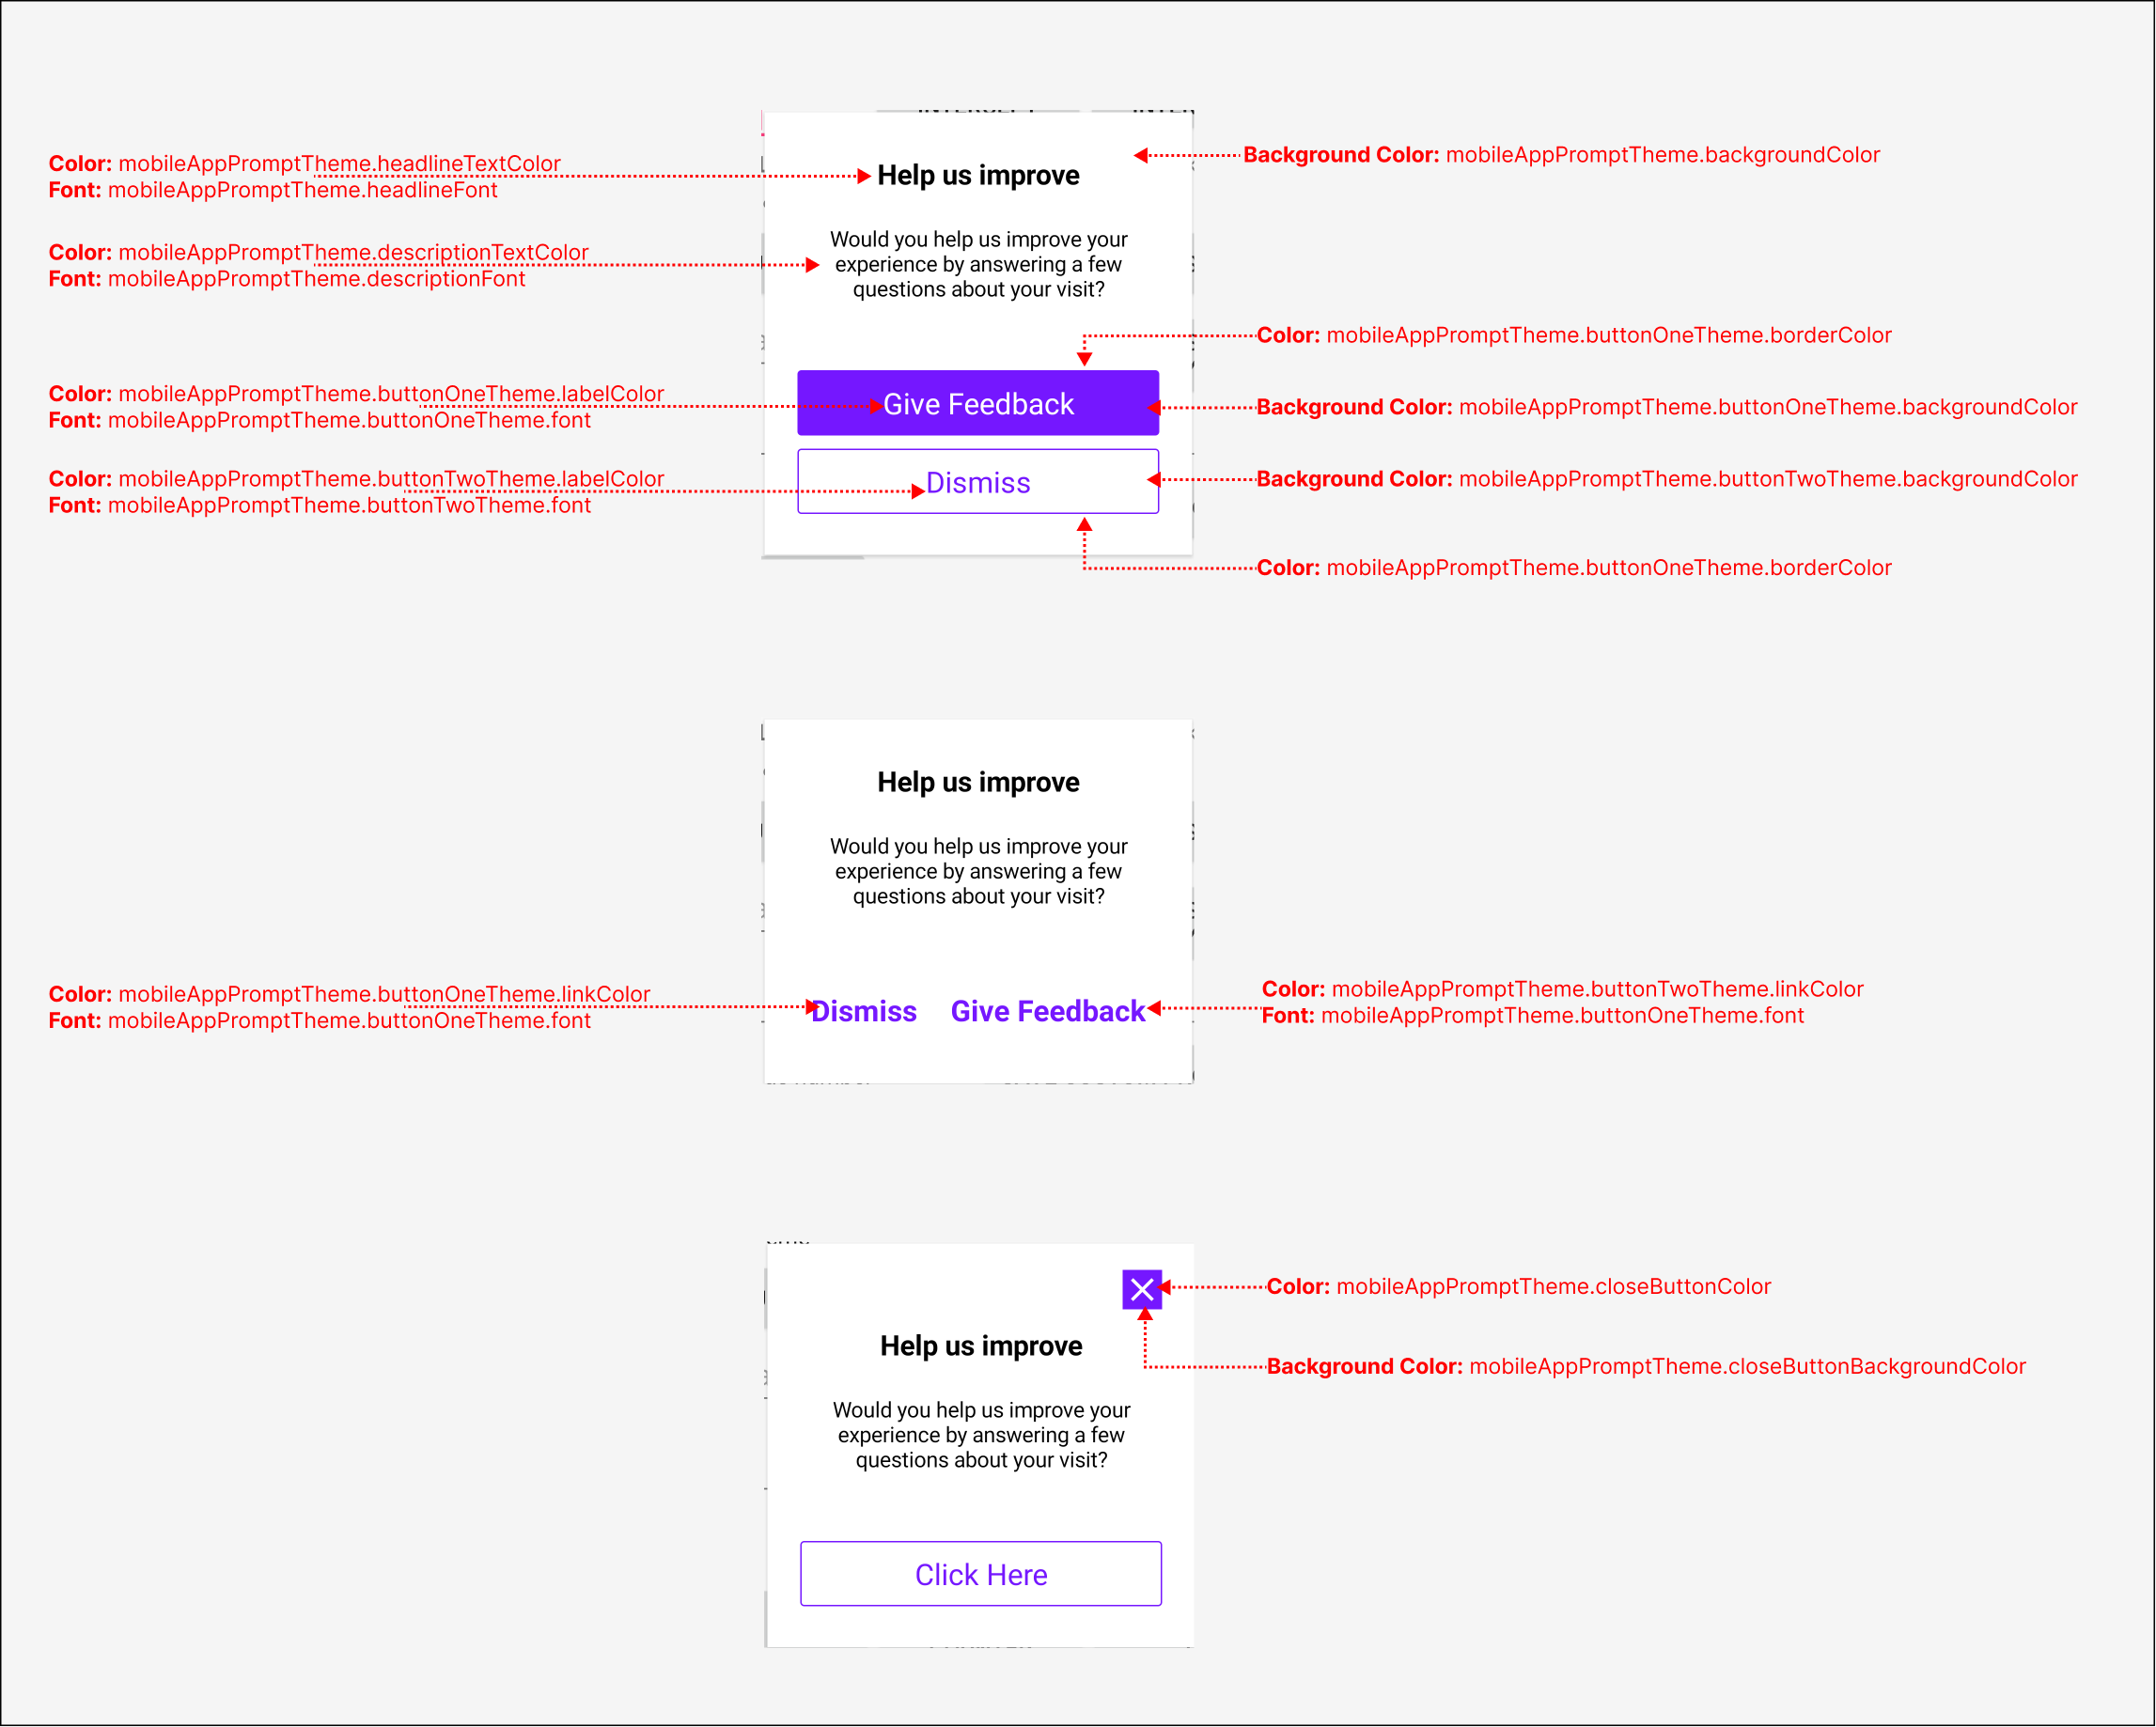 Color: mobileAppPromptTheme.headlineTextColor
Font: mobileAppPromptTheme.headlineFont
Help us improve
Background Color: mobileAppPromptTheme.backgroundColor
Color: mobileAppPromptTheme.descriptionTextColor
Font: mobileAppPromptTheme.descriptionFont
Would you help us improve your
experience by answering a few
questions about your visit?
Color: mobileAppPromptTheme.buttonOneTheme.borderColor
Color: mobileAppPromptTheme.buttonOneTheme.labelColor
Font: mobileAppPromptTheme.buttonOneTheme.font
Give Feedback
Background Color: mobileAppPromptTheme.buttonOneTheme.backgroundColor
Color: mobileAppPromptTheme.buttonTwoTheme.labelColor
Font: mobileAppPromptTheme.buttonTwoTheme.font
Dismiss
Background Color: mobileAppPromptTheme.buttonTwoTheme.backgroundColor
Color: mobileAppPromptTheme.buttonOneTheme.borderColor
Help us improve
Would you help us improve your
experience by answering a few
questions about your visit?
Color: mobileAppPromptTheme.buttonOneTheme.linkColor
Font: mobileAppPromptTheme.buttonOneTheme.font
Dismiss Give Feedback
Color: mobileAppPromptTheme.buttonTwoTheme.linkColor
Font: mobileAppPromptTheme.buttonOneTheme.font
Color: mobileAppPromptTheme.closeButtonColor
Help us improve
Background Color: mobileAppPromptTheme.closeButtonBackgroundColor
Would you help us improve your
experience by answering a few
questions about your visit?
Click Here